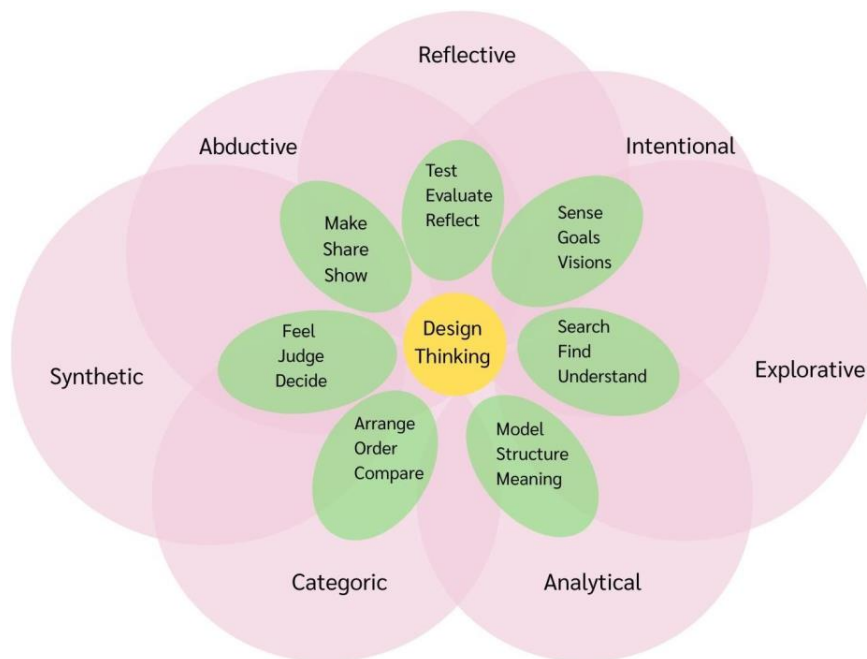 Reflective
Abductive
Intentional
Test
Evaluate
Reflect
Make
Share
Show
Sense
Goals
Visions
Design
Thinking
Feel
Judge
Decide
Search
Find
Understand
Synthetic
Explorative
Arrange
Order
Compare
Model
Structure
Meaning
Categoric
Analytical